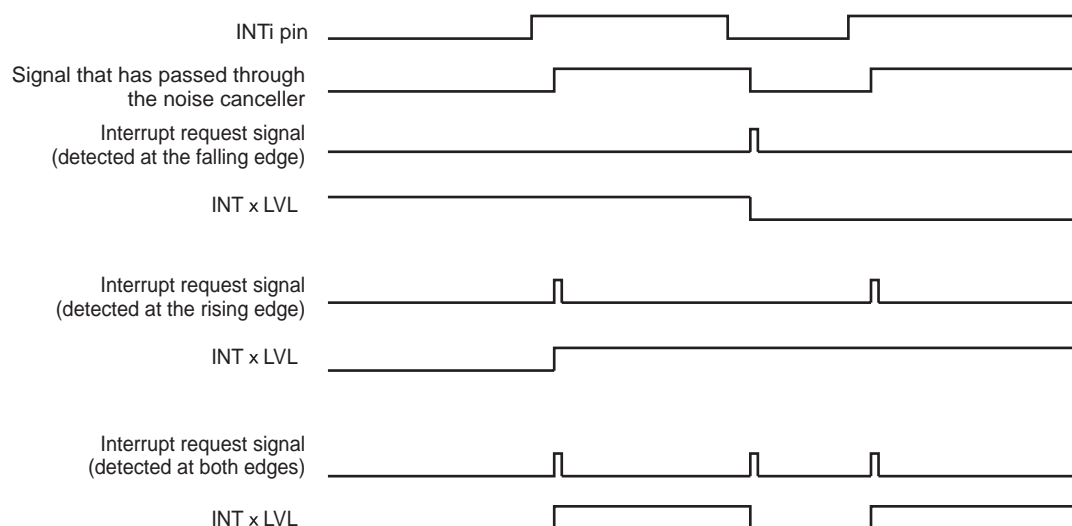 INTi pin
Signal that has passed through
the noise canceller
Interrupt request signal
(detected at the falling edge)
INT x LVL
Interrupt request signal
(detected at the rising edge)
INT x LVL
Interrupt request signal
(detected at both edges)
INT x LVL